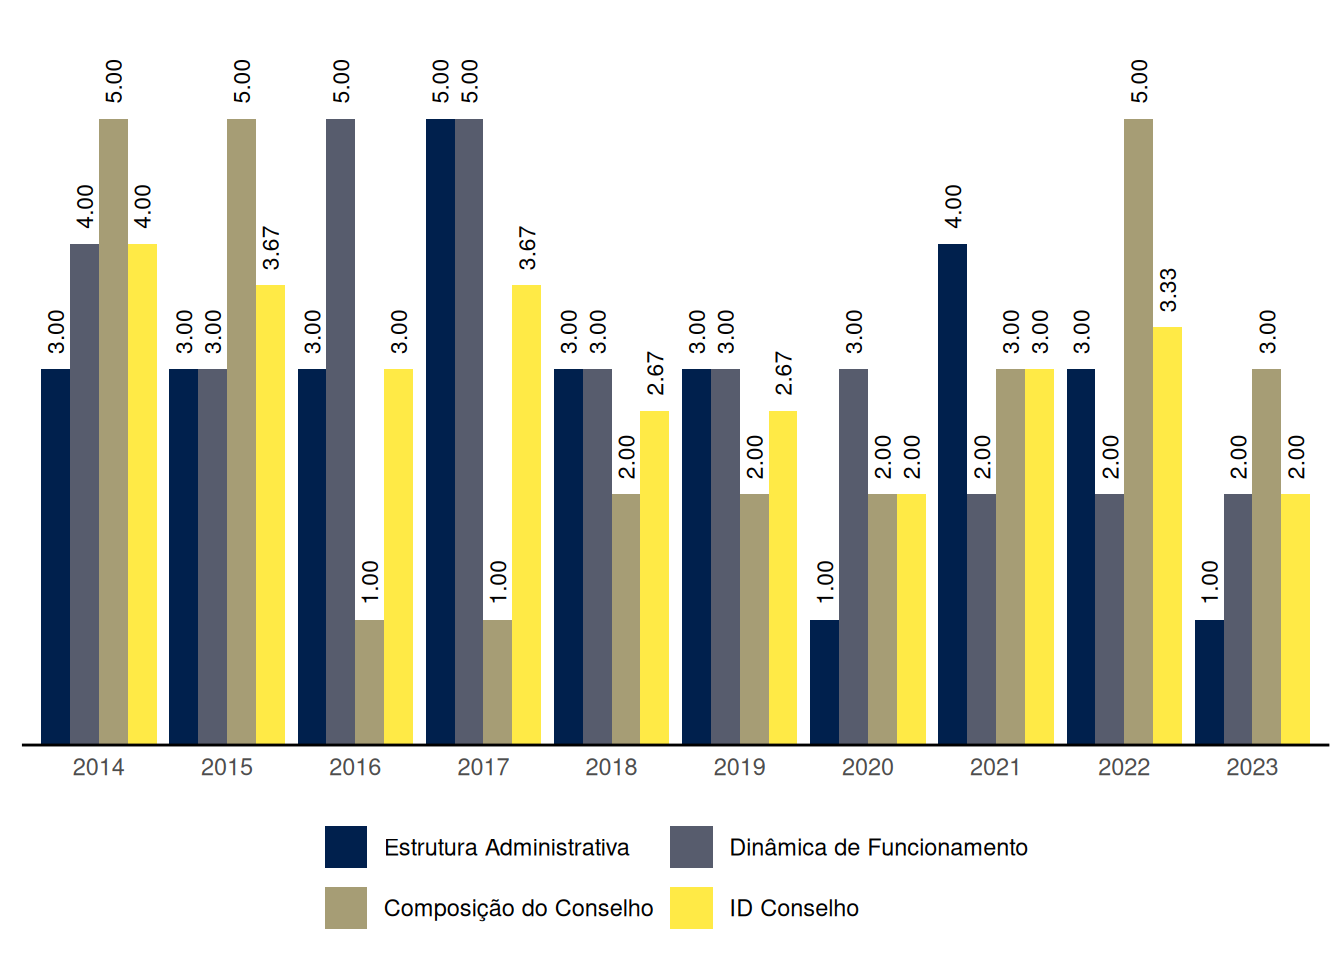 3.00 4.00 5.00 4.00 3.00 3.00 5.00 3.67 3.00 5.00 1.00 3.00 5.00 5.00 1.00 3.67 3.00 3.00 2.00 2.67 3.00 3.00 2.00 2.67 1.00 3.00 2.00 2.00 4.00 2.00 3.00 3.00 3.00 2.00 5.00 3.33 1.00 2.00 3.00 2.00
2014 2015 2016 2017 2018 2019 2020 2021 2022 2023
Estrutura Administrativa Dinâmica de Funcionamento
Composição do Conselho ID Conselho